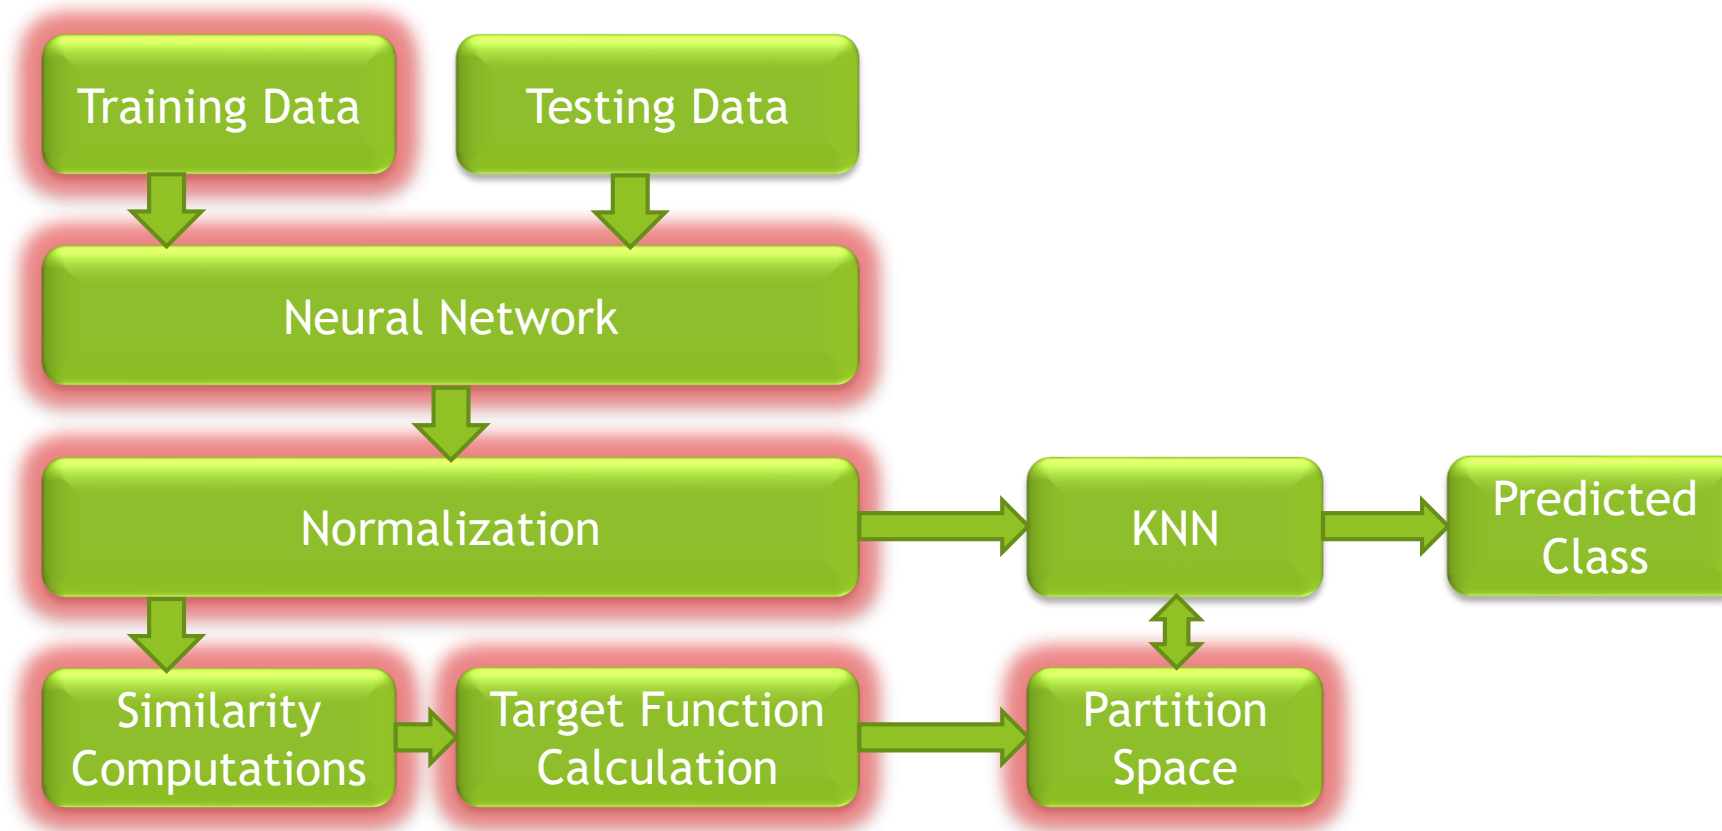 Training Data
Testing Data
Neural Network
Normalization
KNN
Predicted
Class
Similarity
Computations
Target Function
Calculation
Partition
Space